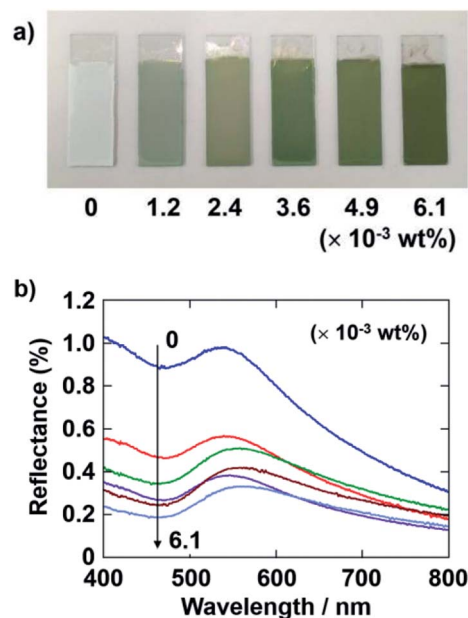 a)
0 1.2 2.4 3.6 4.9 6.1
(× 10⁻³ wt%)
b)
1.2
1.0
0.8
0.6
0.4
0.2
0
Reflectance (%)
0
(× 10⁻³ wt%)
6.1
400 500 600 700 800
Wavelength / nm